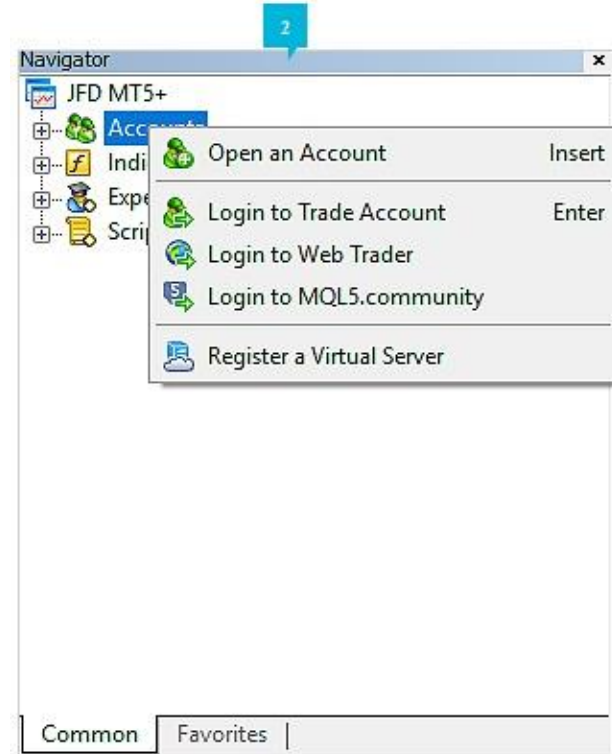 2
Navigator
JFD MT5+
Accounts
Open an Account Insert
Login to Trade Account Enter
Login to Web Trader
Login to MQL5.community
Register a Virtual Server
Common Favorites